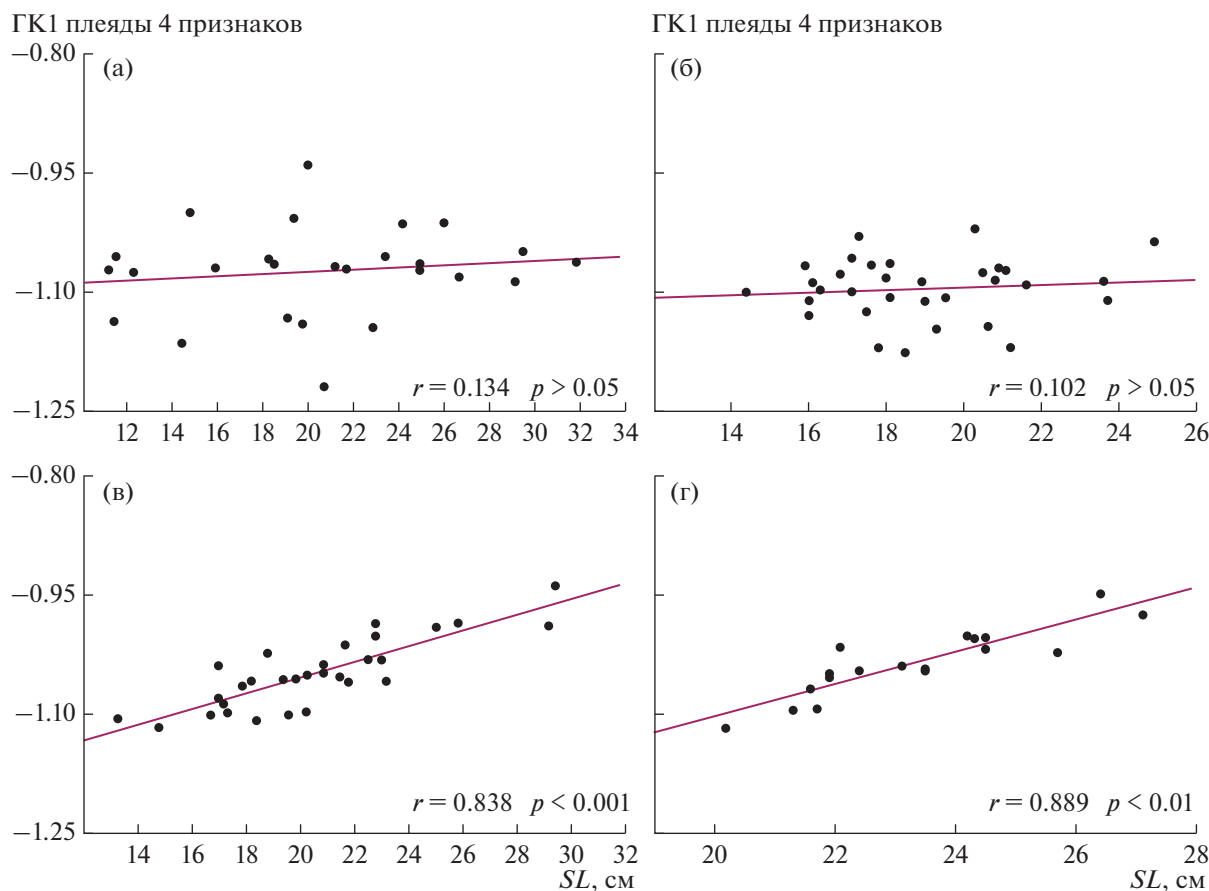 ГК1 плеяды 4 признаков
ГК1 плеяды 4 признаков
−0.80
(а)
(б)
−0.95
−1.10
r = 0.134 p > 0.05
r = 0.102 p > 0.05
−1.25
12 14 16 18 20 22 24 26 28 30 32 34
14 16 18 20 22 24 26
−0.80
(в)
(г)
−0.95
−1.10
r = 0.838 p < 0.001
r = 0.889 p < 0.01
−1.25
14 16 18 20 22 24 26 28 30 32
20 22 24 26 28
SL, см
SL, см